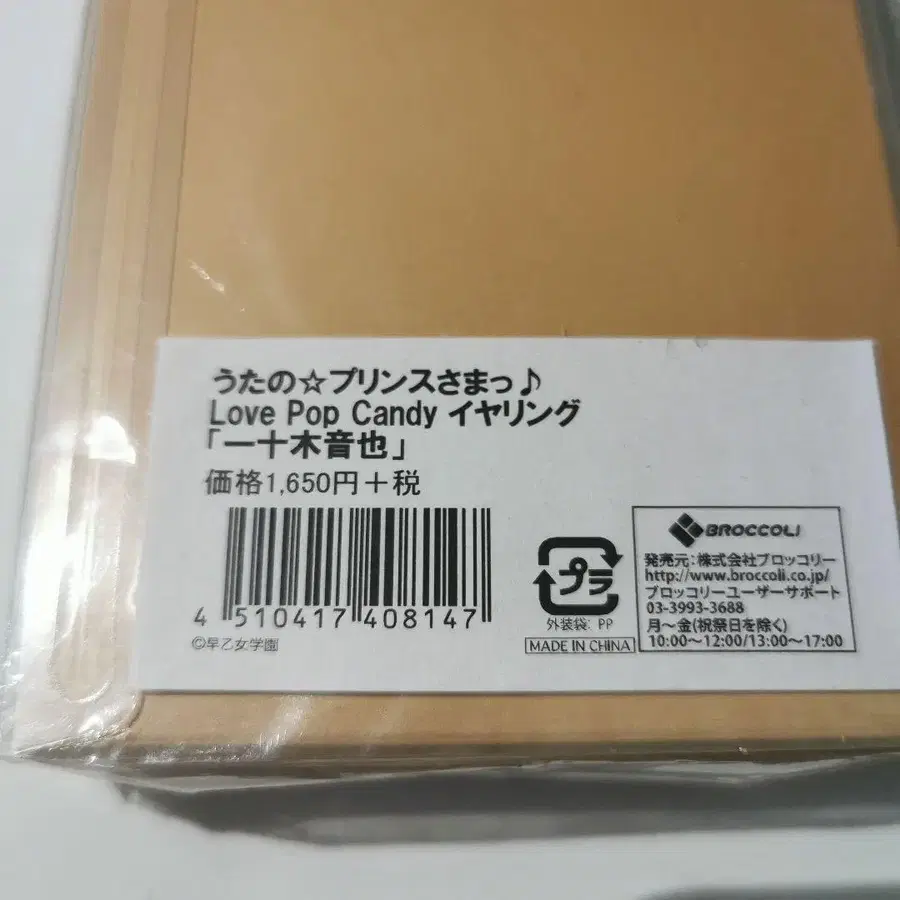 うたの☆プリンスさまっ♪
Love Pop Candy イヤリング
「一十木音也」
価格1,650円＋税
4 510417 408147
©早乙女学園
プラ
外装袋: PP
MADE IN CHINA
BROCCOLI
発売元：株式会社ブロッコリー
http://www.broccoli.co.jp/
ブロッコリーユーザーサポート
03-3993-3688
月～金(祝祭日を除く)
10:00～12:00/13:00～17:00